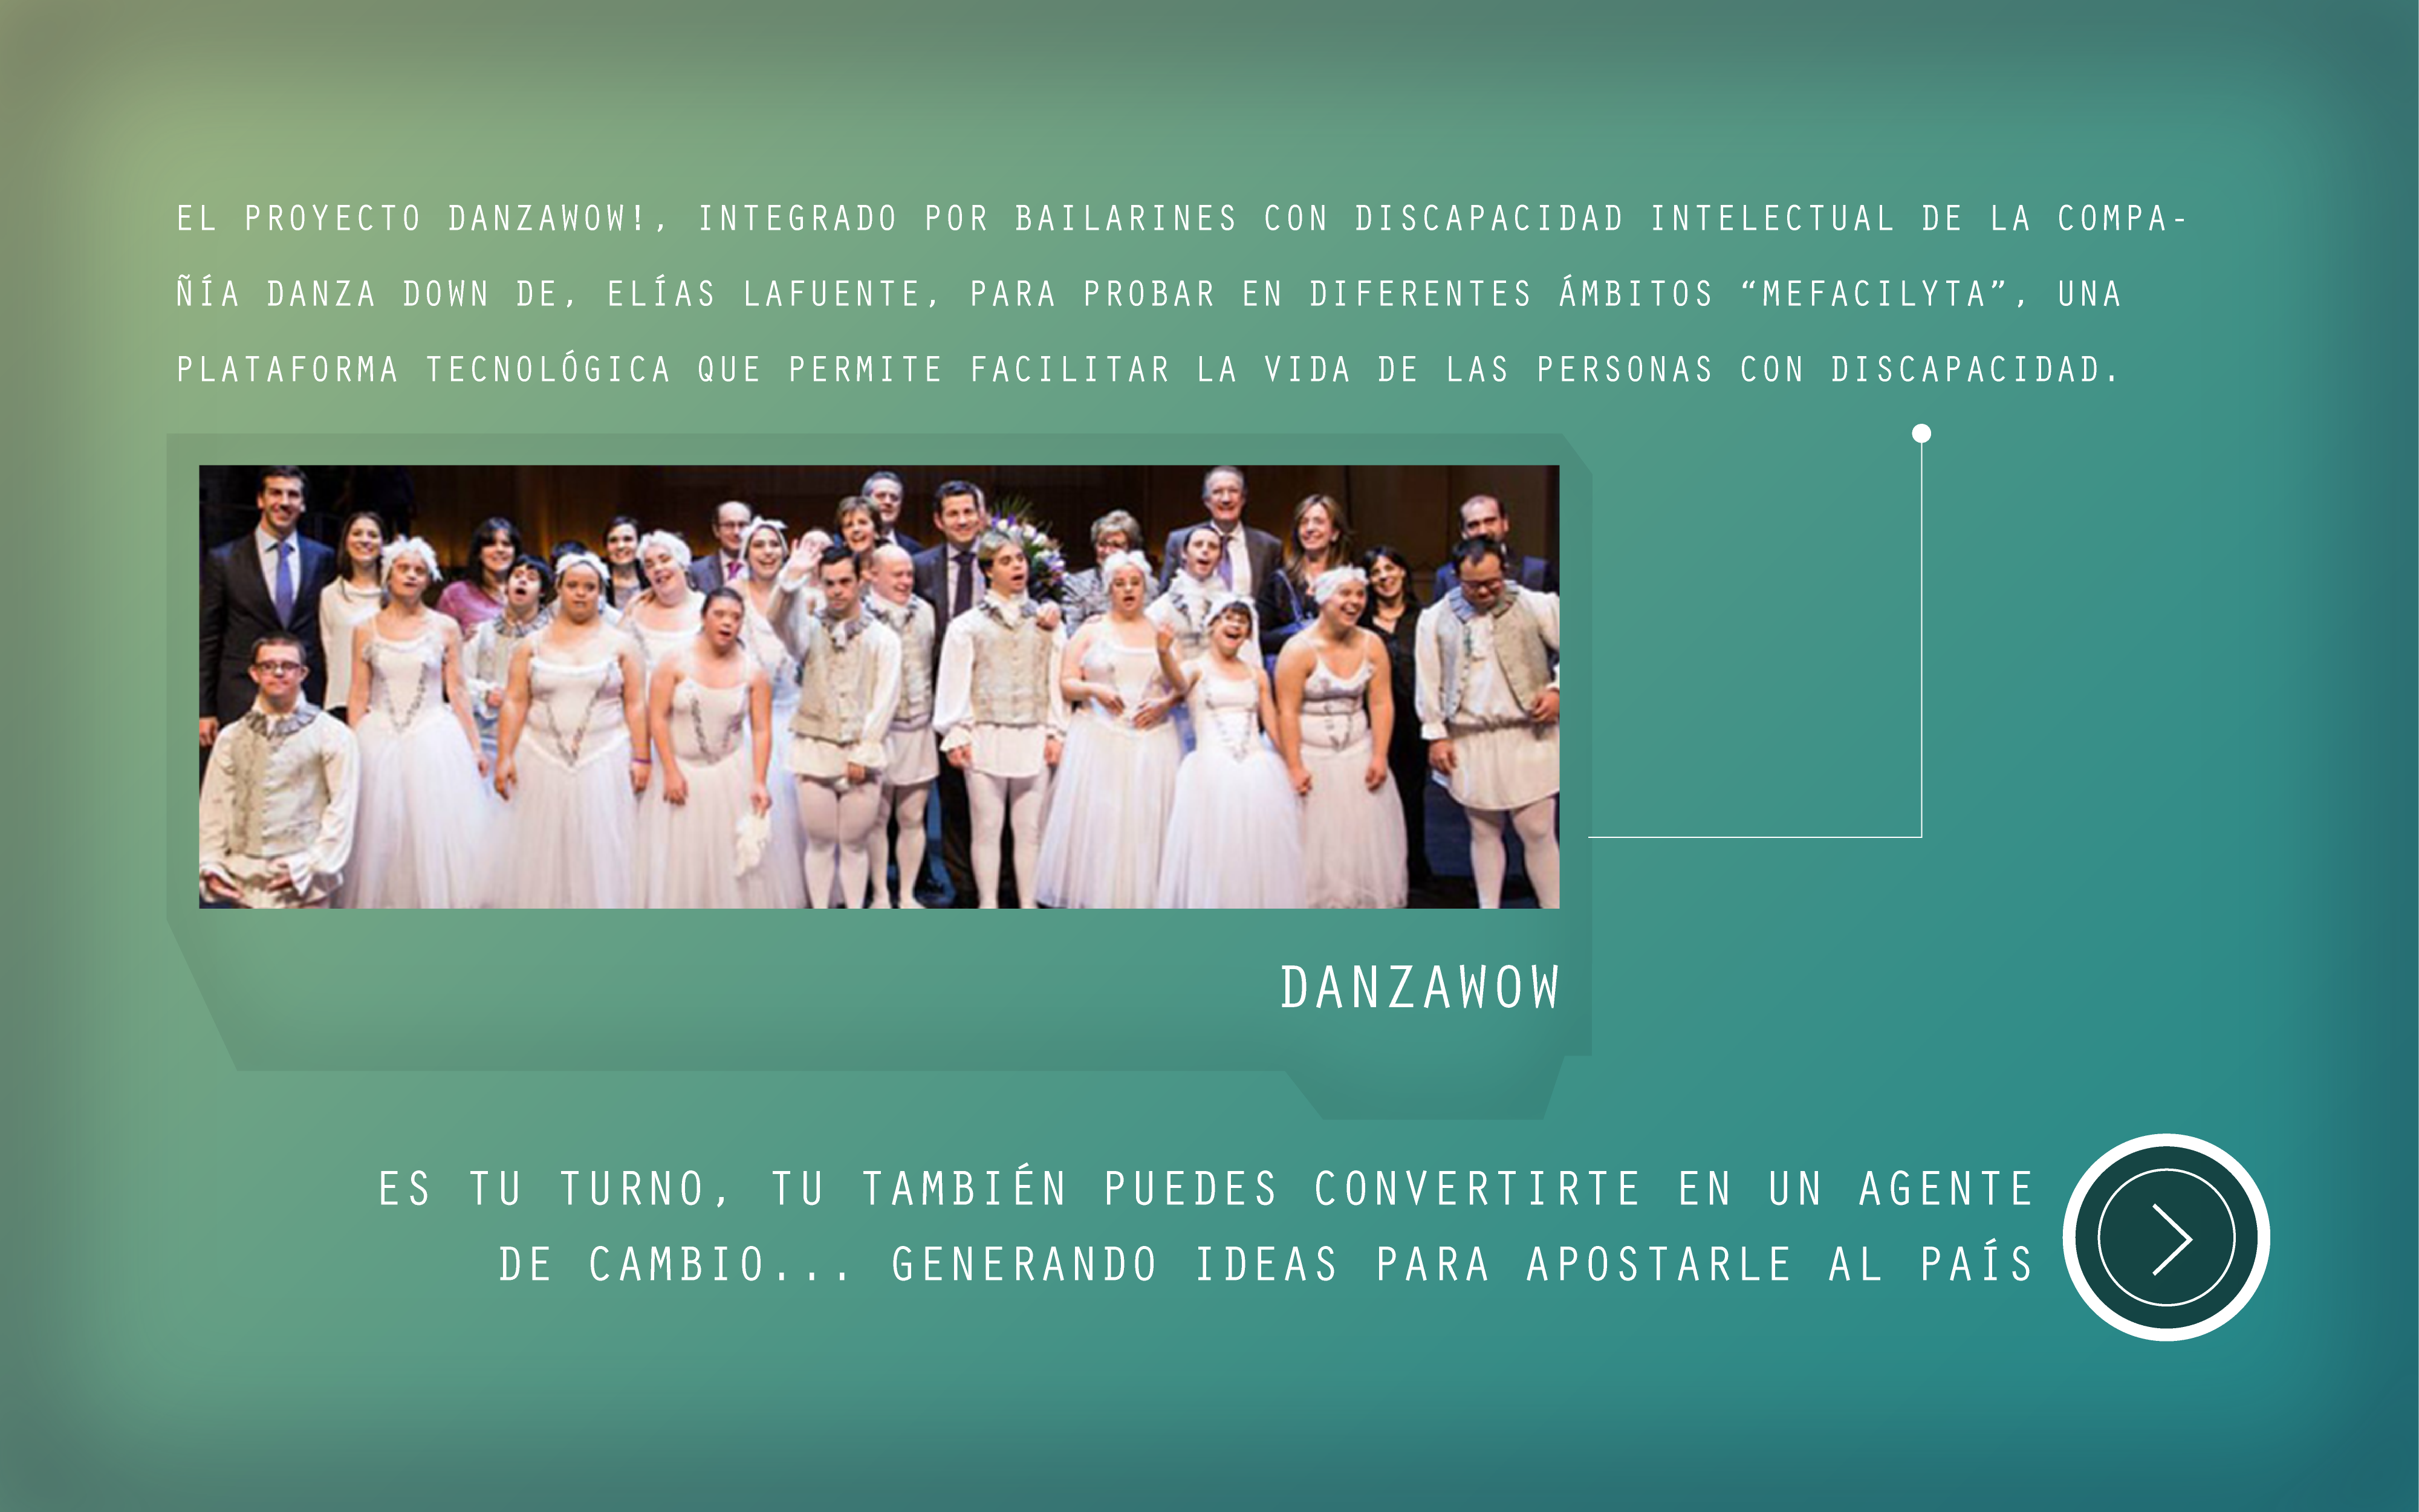 EL PROYECTO DANZAWOW!, INTEGRADO POR BAILARINES CON DISCAPACIDAD INTELECTUAL DE LA COMPA-
ÑÍA DANZA DOWN DE, ELÍAS LAFUENTE, PARA PROBAR EN DIFERENTES ÁMBITOS “MEFACILYTA”, UNA
PLATAFORMA TECNOLÓGICA QUE PERMITE FACILITAR LA VIDA DE LAS PERSONAS CON DISCAPACIDAD.
DANZAWOW
ES TU TURNO, TU TAMBIÉN PUEDES CONVERTIRTE EN UN AGENTE
DE CAMBIO... GENERANDO IDEAS PARA APOSTARLE AL PAÍS